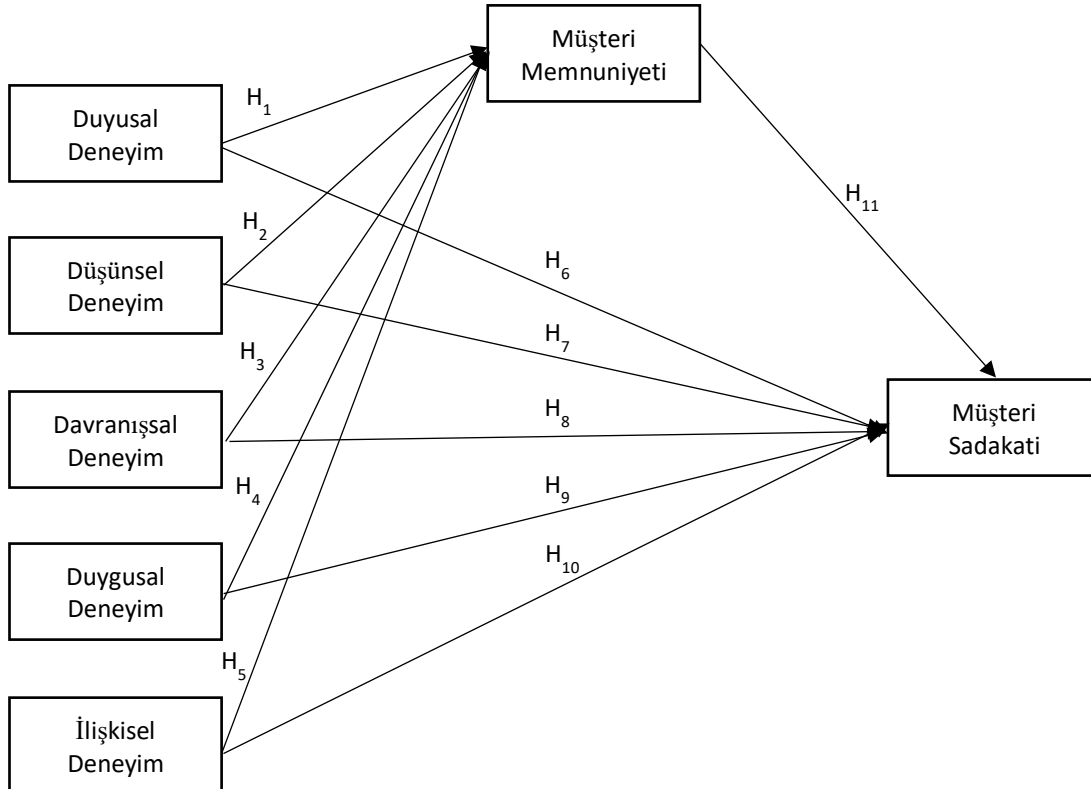 Müşteri
Memnuniyeti
Duyusal
Deneyim
H1
H11
H2
Düşünsel
Deneyim
H6
H7
H3
Davranışsal
Deneyim
H8
Müşteri
Sadakati
H4
H9
H10
Duygusal
Deneyim
H5
İlişkisel
Deneyim